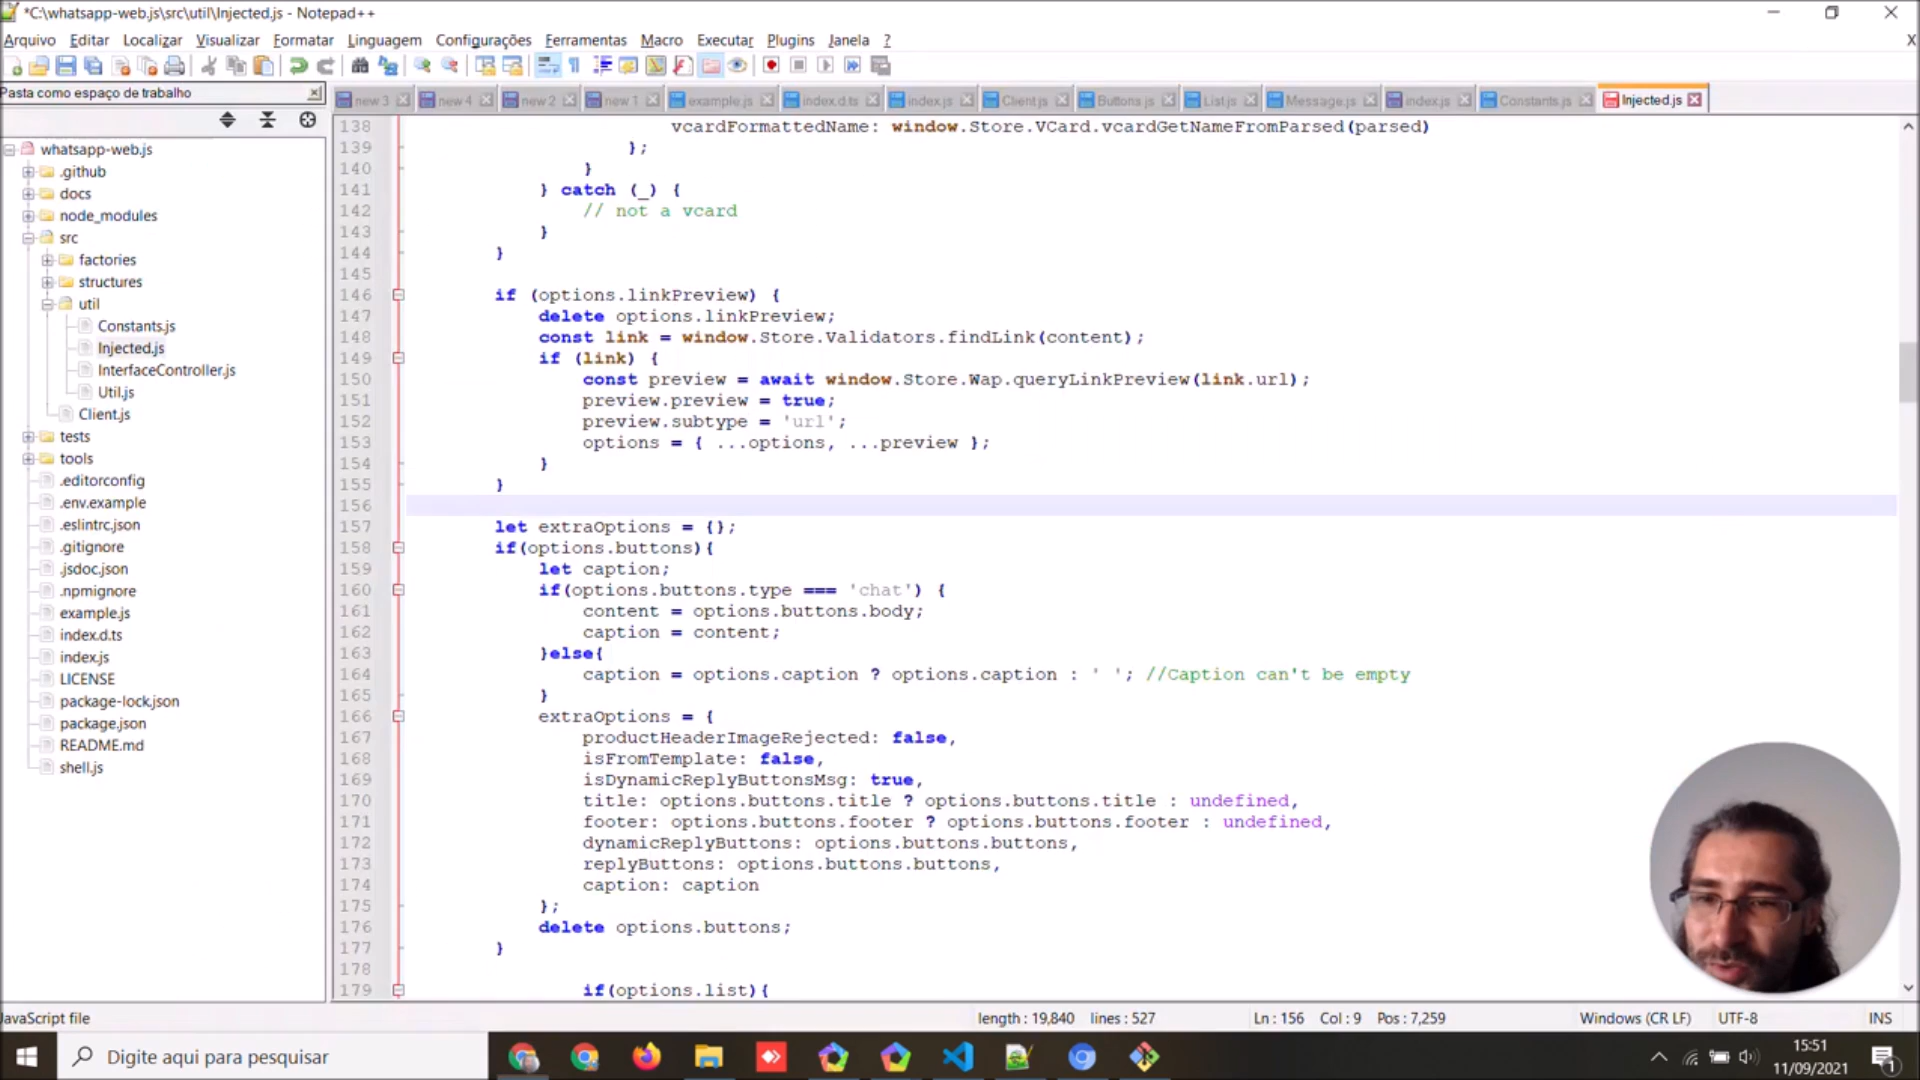 *C:\whatsapp-web.js\src\util\Injected.js - Notepad++
Arquivo Editar Localizar Visualizar Formatar Linguagem Configurações Ferramentas Macro Executar Plugins Janela ? X
Pasta como espaço de trabalho
new 3 new 4 new 2 new 1 example.js index.d.ts index.js Client.js Buttons.js List.js Message.js index.js Constants.js Injected.js
whatsapp-web.js
.github
docs
node_modules
src
factories
structures
util
Constants.js
Injected.js
InterfaceController.js
Util.js
Client.js
tests
tools
.editorconfig
.env.example
.eslintrc.json
.gitignore
.jsdoc.json
.npmignore
example.js
index.d.ts
index.js
LICENSE
package-lock.json
package.json
README.md
shell.js
138 vcardFormattedName: window.Store.VCard.vcardGetNameFromParsed(parsed)
139 };
140 }
141 } catch (_) {
142 // not a vcard
143 }
144 }
145
146 if (options.linkPreview) {
147 delete options.linkPreview;
148 const link = window.Store.Validators.findLink(content);
149 if (link) {
150 const preview = await window.Store.Wap.queryLinkPreview(link.url);
151 preview.preview = true;
152 preview.subtype = 'url';
153 options = { ...options, ...preview };
154 }
155 }
156
157 let extraOptions = {};
158 if(options.buttons){
159 let caption;
160 if(options.buttons.type === 'chat') {
161 content = options.buttons.body;
162 caption = content;
163 }else{
164 caption = options.caption ? options.caption : ' '; //Caption can't be empty
165 }
166 extraOptions = {
167 productHeaderImageRejected: false,
168 isFromTemplate: false,
169 isDynamicReplyButtonsMsg: true,
170 title: options.buttons.title ? options.buttons.title : undefined,
171 footer: options.buttons.footer ? options.buttons.footer : undefined,
172 dynamicReplyButtons: options.buttons.buttons,
173 replyButtons: options.buttons.buttons,
174 caption: caption
175 };
176 delete options.buttons;
177 }
178
179 if(options.list){
JavaScript file length : 19,840 lines : 527 Ln : 156 Col : 9 Pos : 7,259 Windows (CR LF) UTF-8 INS
Digite aqui para pesquisar
15:51
11/09/2021
1